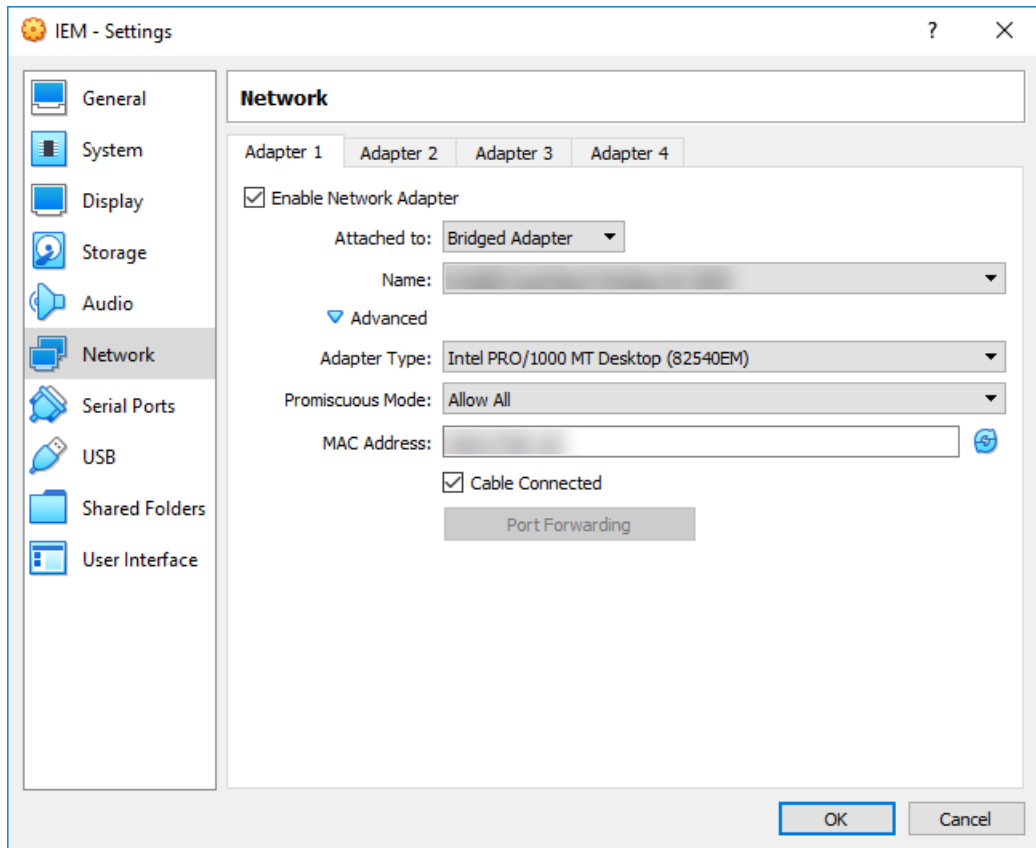 IEM - Settings
?
General
System
Display
Storage
Audio
Network
Serial Ports
USB
Shared Folders
User Interface
Network
Adapter 1 Adapter 2 Adapter 3 Adapter 4
Enable Network Adapter
Attached to: Bridged Adapter
Name:
Advanced
Adapter Type: Intel PRO/1000 MT Desktop (82540EM)
Promiscuous Mode: Allow All
MAC Address:
Cable Connected
Port Forwarding
OK Cancel